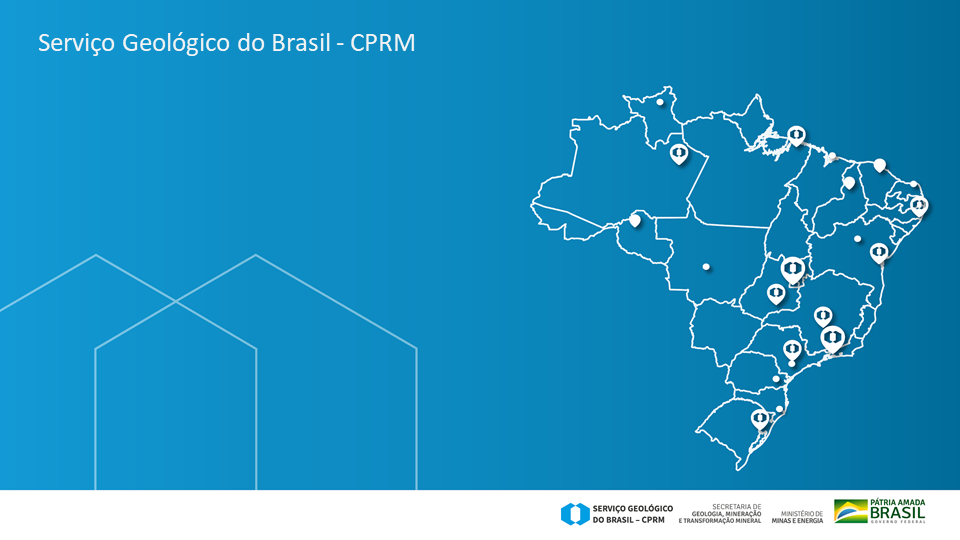 Serviço Geológico do Brasil - CPRM
SERVIÇO GEOLÓGICO
DO BRASIL – CPRM
SECRETARIA DE
GEOLOGIA, MINERAÇÃO
E TRANSFORMAÇÃO MINERAL
MINISTÉRIO DE
MINAS E ENERGIA
PÁTRIA AMADA
BRASIL
GOVERNO FEDERAL